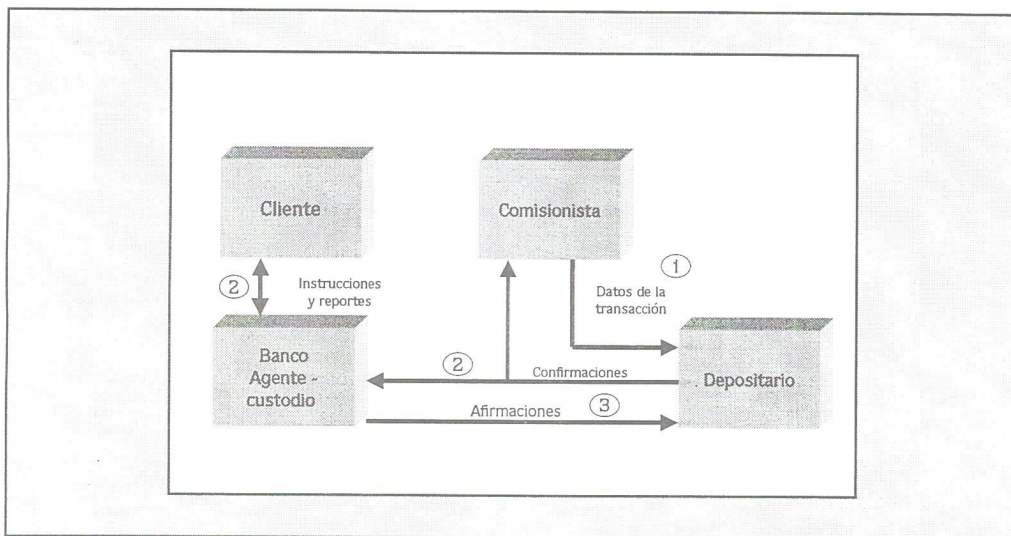 Cliente
Comisionista
①
②
Instrucciones
y reportes
Datos de la
transacción
Banco
Agente -
custodio
②
Confirmaciones
Depositario
Afirmaciones
③